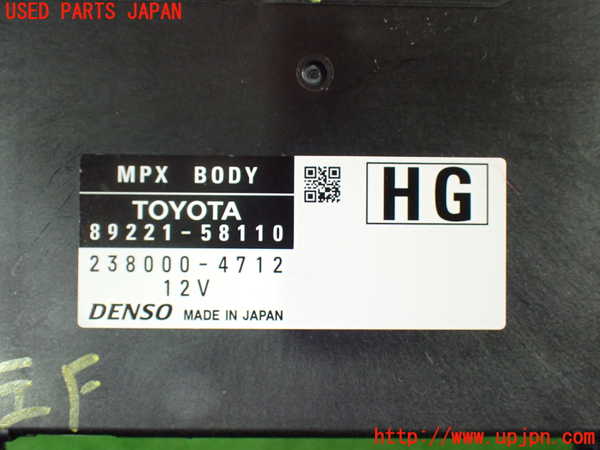 USED PARTS JAPAN
MPX BODY
TOYOTA
89221-58110
238000-4712
12V
DENSO MADE IN JAPAN
HG
http://www.upjpn.com/